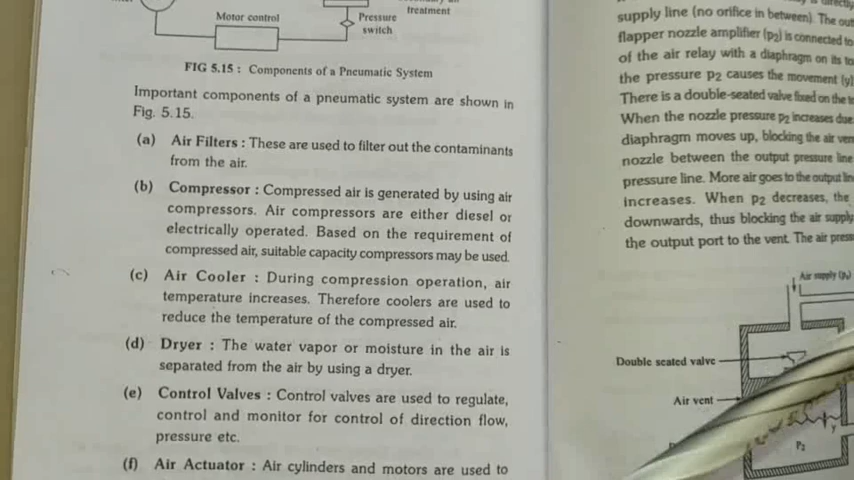 Motor control
Pressure
switch
treatment
FIG 5.15 : Components of a Pneumatic System
Important components of a pneumatic system are shown in
Fig. 5.15.
(a) Air Filters : These are used to filter out the contaminants
from the air.
(b) Compressor : Compressed air is generated by using air
compressors. Air compressors are either diesel or
electrically operated. Based on the requirement of
compressed air, suitable capacity compressors may be used.
(c) Air Cooler : During compression operation, air
temperature increases. Therefore coolers are used to
reduce the temperature of the compressed air.
(d) Dryer : The water vapor or moisture in the air is
separated from the air by using a dryer.
(e) Control Valves : Control valves are used to regulate,
control and monitor for control of direction flow,
pressure etc.
(f) Air Actuator : Air cylinders and motors are used to
supply line (no orifice in between). The out
flapper nozzle amplifier (p2) is connected to
of the air relay with a diaphragm on its to
the pressure p2 causes the movement (y)
There is a double-seated valve fixed on the
When the nozzle pressure p2 increases due
diaphragm moves up, blocking the air ven
nozzle between the output pressure line
pressure line. More air goes to the output lin
increases. When p2 decreases, the
downwards, thus blocking the air supply
the output port to the vent. The air press
Air supply
Double seated valve
Air vent
y
P2